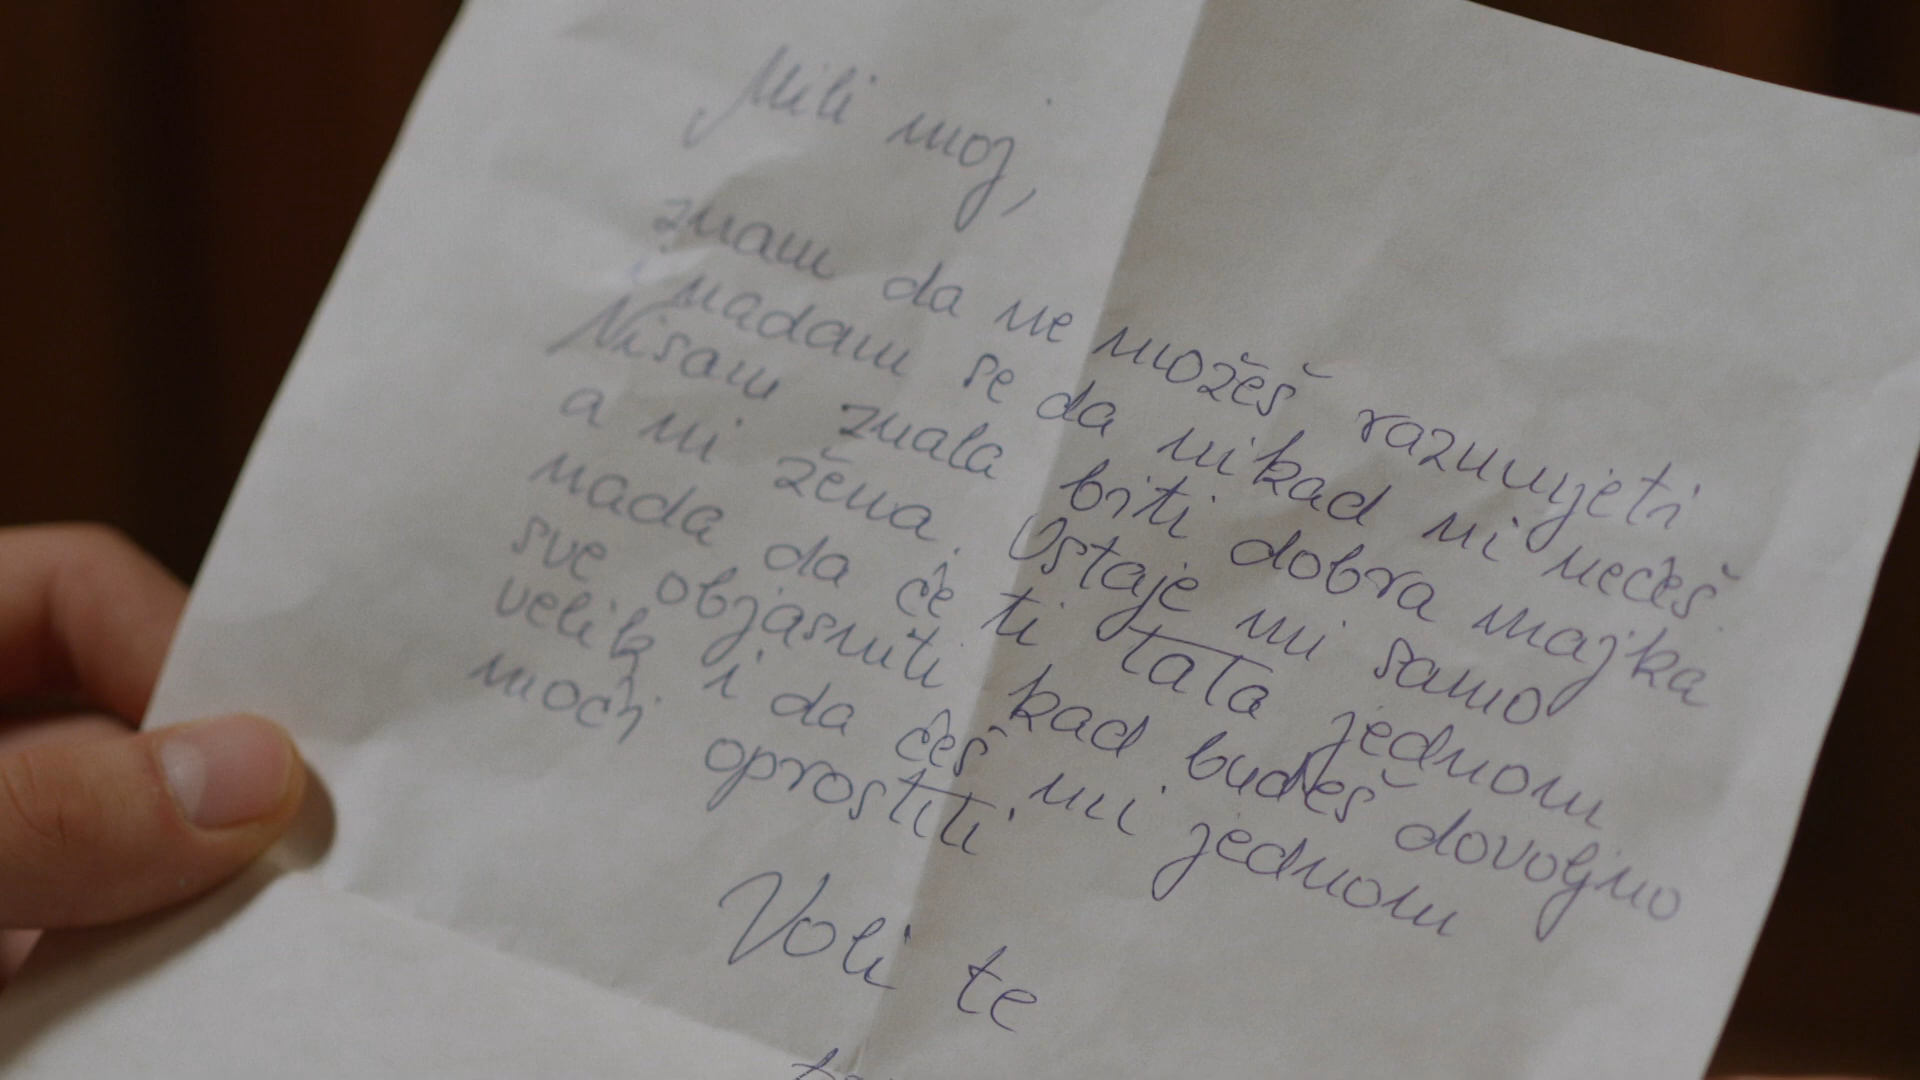 Mili moj,
znam da ne možeš razumjeti
i nadam se da nikad ni nećeš.
Nisam znala biti dobra majka
a ni žena. Ostaje mi samo
nada da će ti tata jednom
sve objasniti kad budeš dovoljno
velik i da ćeš mi jednom
moći oprostiti
Voli te